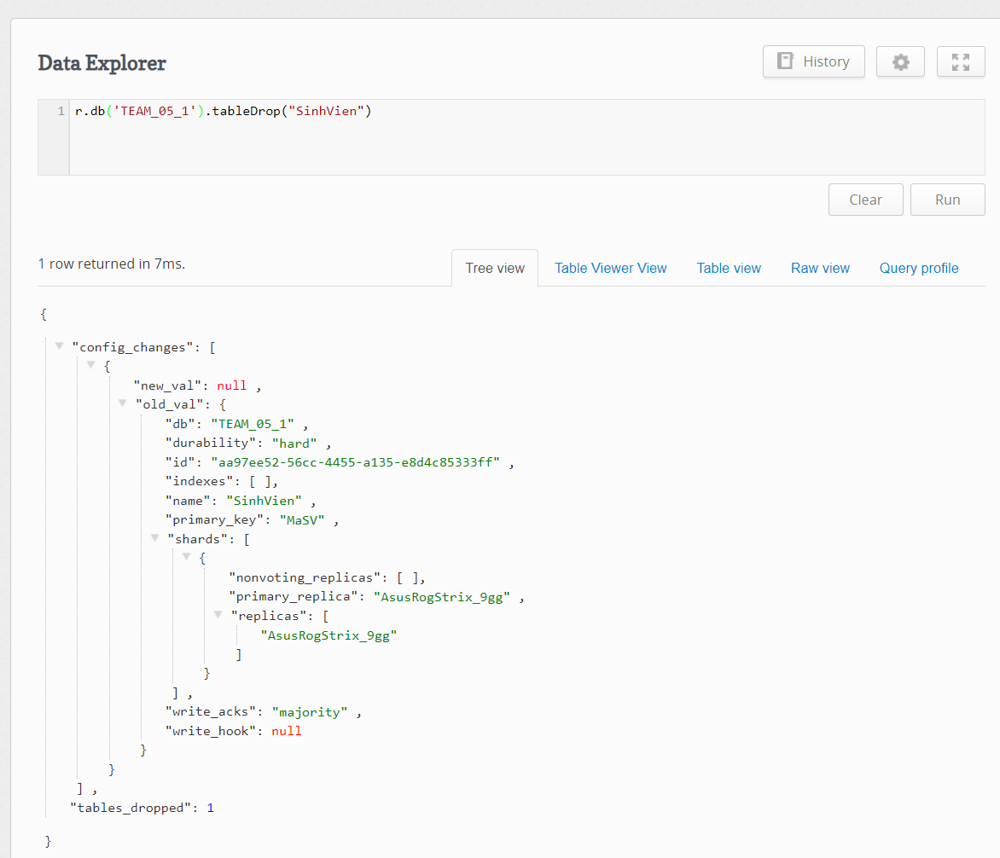 Data Explorer
History
1 r.db('TEAM_05_1').tableDrop("SinhVien")
Clear Run
1 row returned in 7ms.
Tree view Table Viewer View Table view Raw view Query profile
{
"config_changes": [
{
"new_val": null ,
"old_val": {
"db": "TEAM_05_1" ,
"durability": "hard" ,
"id": "aa97ee52-56cc-4455-a135-e8d4c85333ff" ,
"indexes": [ ],
"name": "SinhVien" ,
"primary_key": "MaSV" ,
"shards": [
{
"nonvoting_replicas": [ ],
"primary_replica": "AsusRogStrix_9gg" ,
"replicas": [
"AsusRogStrix_9gg"
]
}
] ,
"write_acks": "majority" ,
"write_hook": null
}
}
] ,
"tables_dropped": 1
}